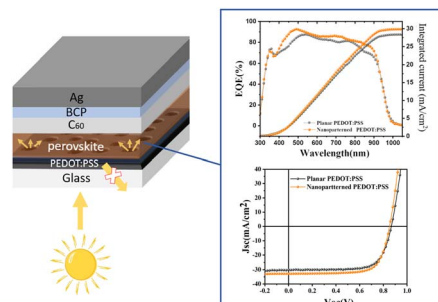 Ag
BCP
C60
perovskite
PEDOT:PSS
Glass
EQE(%)
100
80
60
40
20
0
Integrated current (mA/cm²)
30
25
20
15
10
5
0
Planar PEDOT:PSS
Nanopartterned PEDOT:PSS
300 400 500 600 700 800 900 1000
Wavelength(nm)
Jsc(mA/cm²)
40
30
20
10
0
-10
-20
-30
-40
Planar PEDOT:PSS
Nanopartterned PEDOT:PSS
-0.2 0.0 0.2 0.4 0.6 0.8 1.0